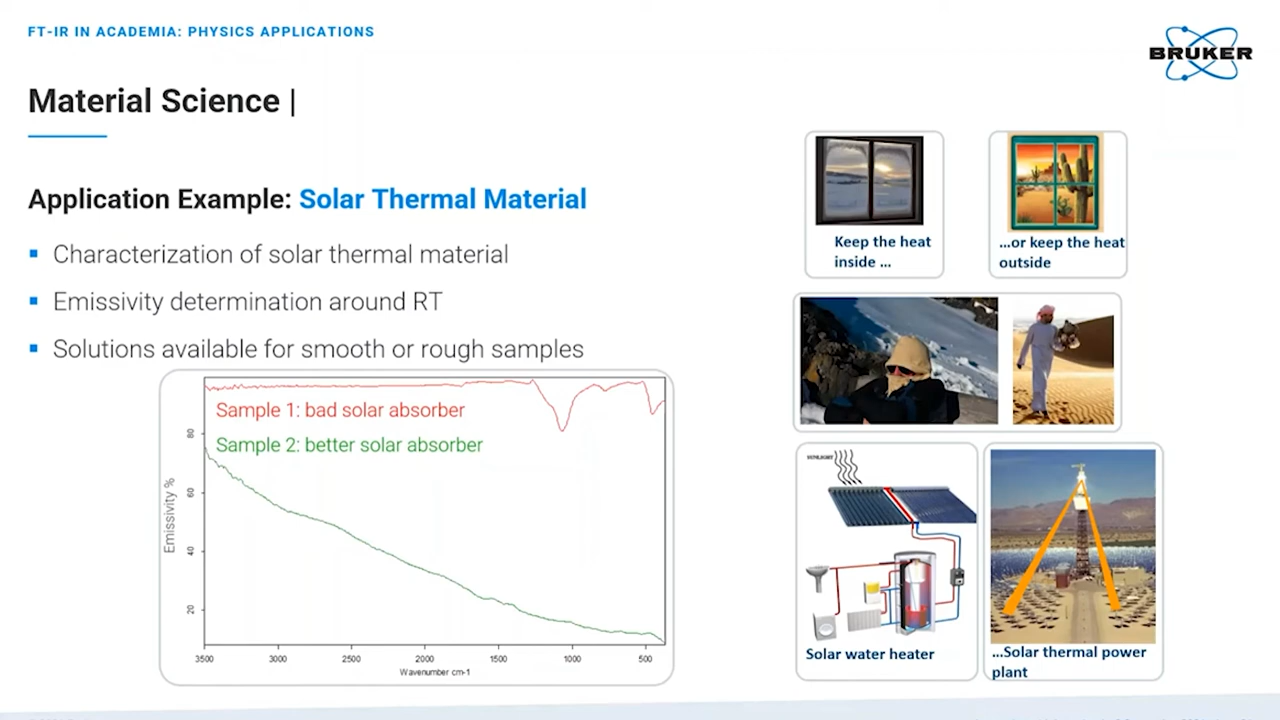 FT-IR IN ACADEMIA: PHYSICS APPLICATIONS
BRUKER
Material Science |
Application Example: Solar Thermal Material
Characterization of solar thermal material
Emissivity determination around RT
Solutions available for smooth or rough samples
Sample 1: bad solar absorber
Sample 2: better solar absorber
Emissivity %
80
60
40
20
3500 3000 2500 2000 1500 1000 500
Wavenumber cm-1
Keep the heat
inside ...
...or keep the heat
outside
SUNLIGHT
Solar water heater
...Solar thermal power
plant